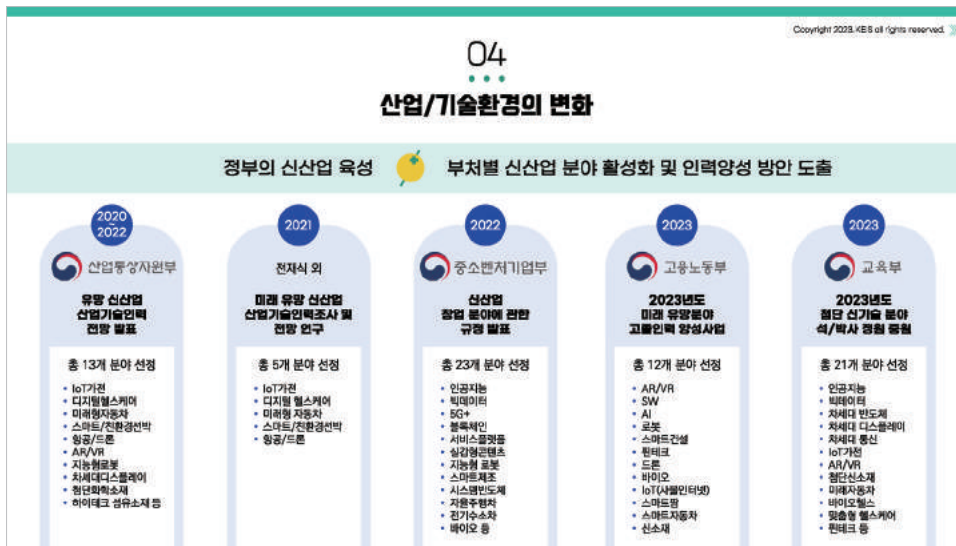 Copyright 2023.KBS all rights reserved.
04
산업/기술환경의 변화
정부의 신산업 육성
부처별 신산업 분야 활성화 및 인력양성 방안 도출
2020
~
2022
산업통상자원부
유망 신산업
산업기술인력
전망 발표
총 13개 분야 선정
• IoT가전
• 디지털헬스케어
• 미래형자동차
• 스마트/친환경선박
• 항공/드론
• AR/VR
• 지능형로봇
• 차세대디스플레이
• 첨단화학소재
• 하이테크 섬유소재 등
2021
전재식 외
미래 유망 신산업
산업기술인력조사 및
전망 연구
총 5개 분야 선정
• IoT가전
• 디지털 헬스케어
• 미래형 자동차
• 스마트/친환경선박
• 항공/드론
2022
중소벤처기업부
신산업
창업 분야에 관한
규정 발표
총 23개 분야 선정
• 인공지능
• 빅데이터
• 5G+
• 블록체인
• 서비스플랫폼
• 실감형콘텐츠
• 지능형 로봇
• 스마트제조
• 시스템반도체
• 자율주행차
• 전기수소차
• 바이오 등
2023
고용노동부
2023년도
미래 유망분야
고졸인력 양성사업
총 12개 분야 선정
• AR/VR
• SW
• AI
• 로봇
• 스마트건설
• 핀테크
• 드론
• 바이오
• IoT(사물인터넷)
• 스마트팜
• 스마트자동차
• 신소재
2023
교육부
2023년도
첨단 신기술 분야
석/박사 정원 증원
총 21개 분야 선정
• 인공지능
• 빅데이터
• 차세대 반도체
• 차세대 디스플레이
• 차세대 통신
• IoT가전
• AR/VR
• 첨단신소재
• 미래자동차
• 바이오헬스
• 맞춤형 헬스케어
• 핀테크 등